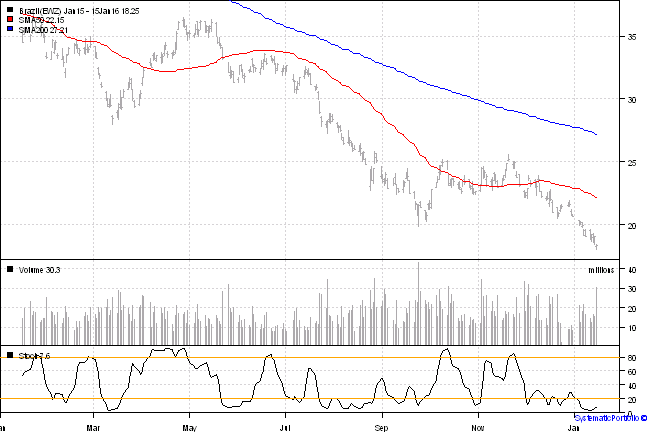 Brazil(EWZ) Jan15 - 15Jan16 18.25
SMA50 22.15
SMA200 27.21
35
30
25
20
Volume 30.3
millions
40
30
20
10
Stoch 7.6
80
60
40
20
0
Mar
May
Jul
Sep
Nov
Jan
SystematicPortfolio ©